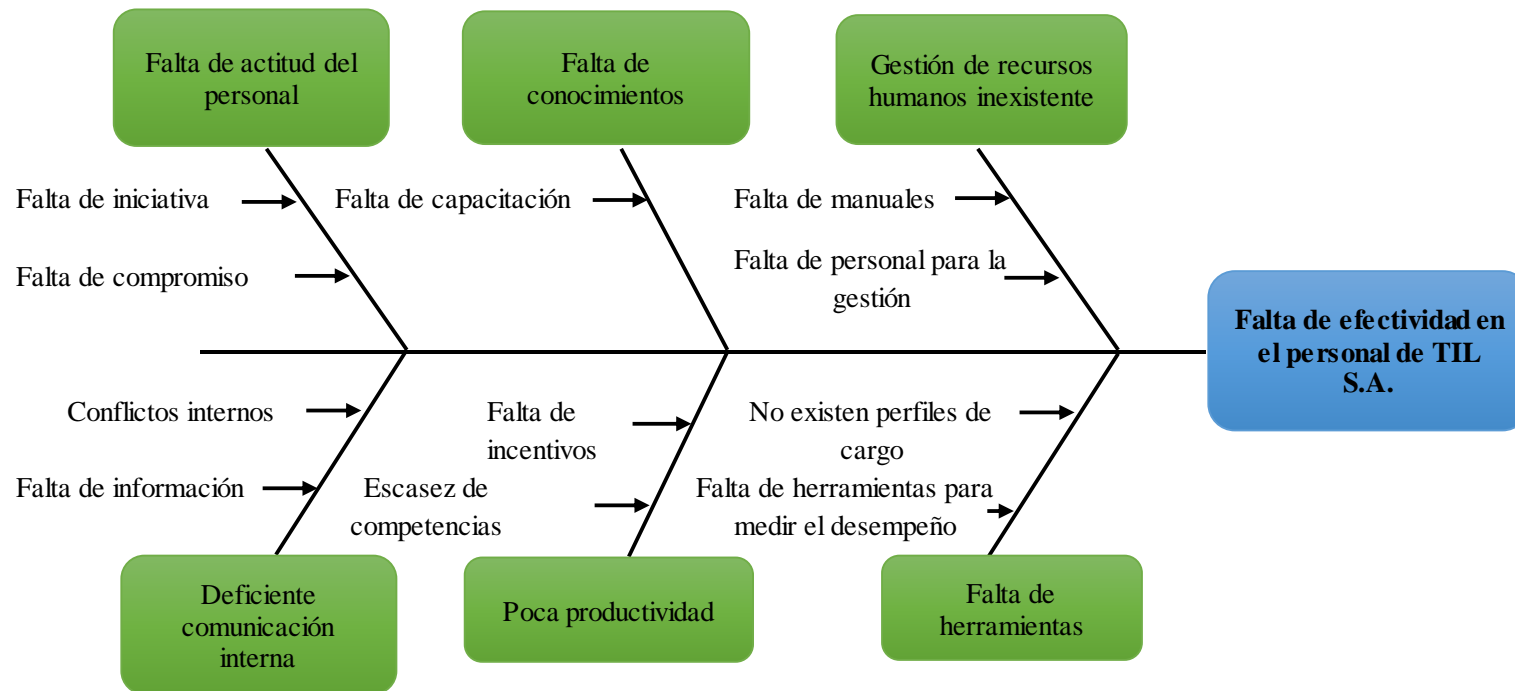 Falta de actitud del
personal
Falta de
conocimientos
Gestión de recursos
humanos inexistente
Falta de iniciativa
Falta de capacitación
Falta de manuales
Falta de compromiso
Falta de personal para la
gestión
Falta de efectividad en
el personal de TIL
S.A.
Conflictos internos
Falta de
incentivos
No existen perfiles de
cargo
Falta de información
Escasez de
competencias
Falta de herramientas para
medir el desempeño
Deficiente
comunicación
interna
Poca productividad
Falta de
herramientas